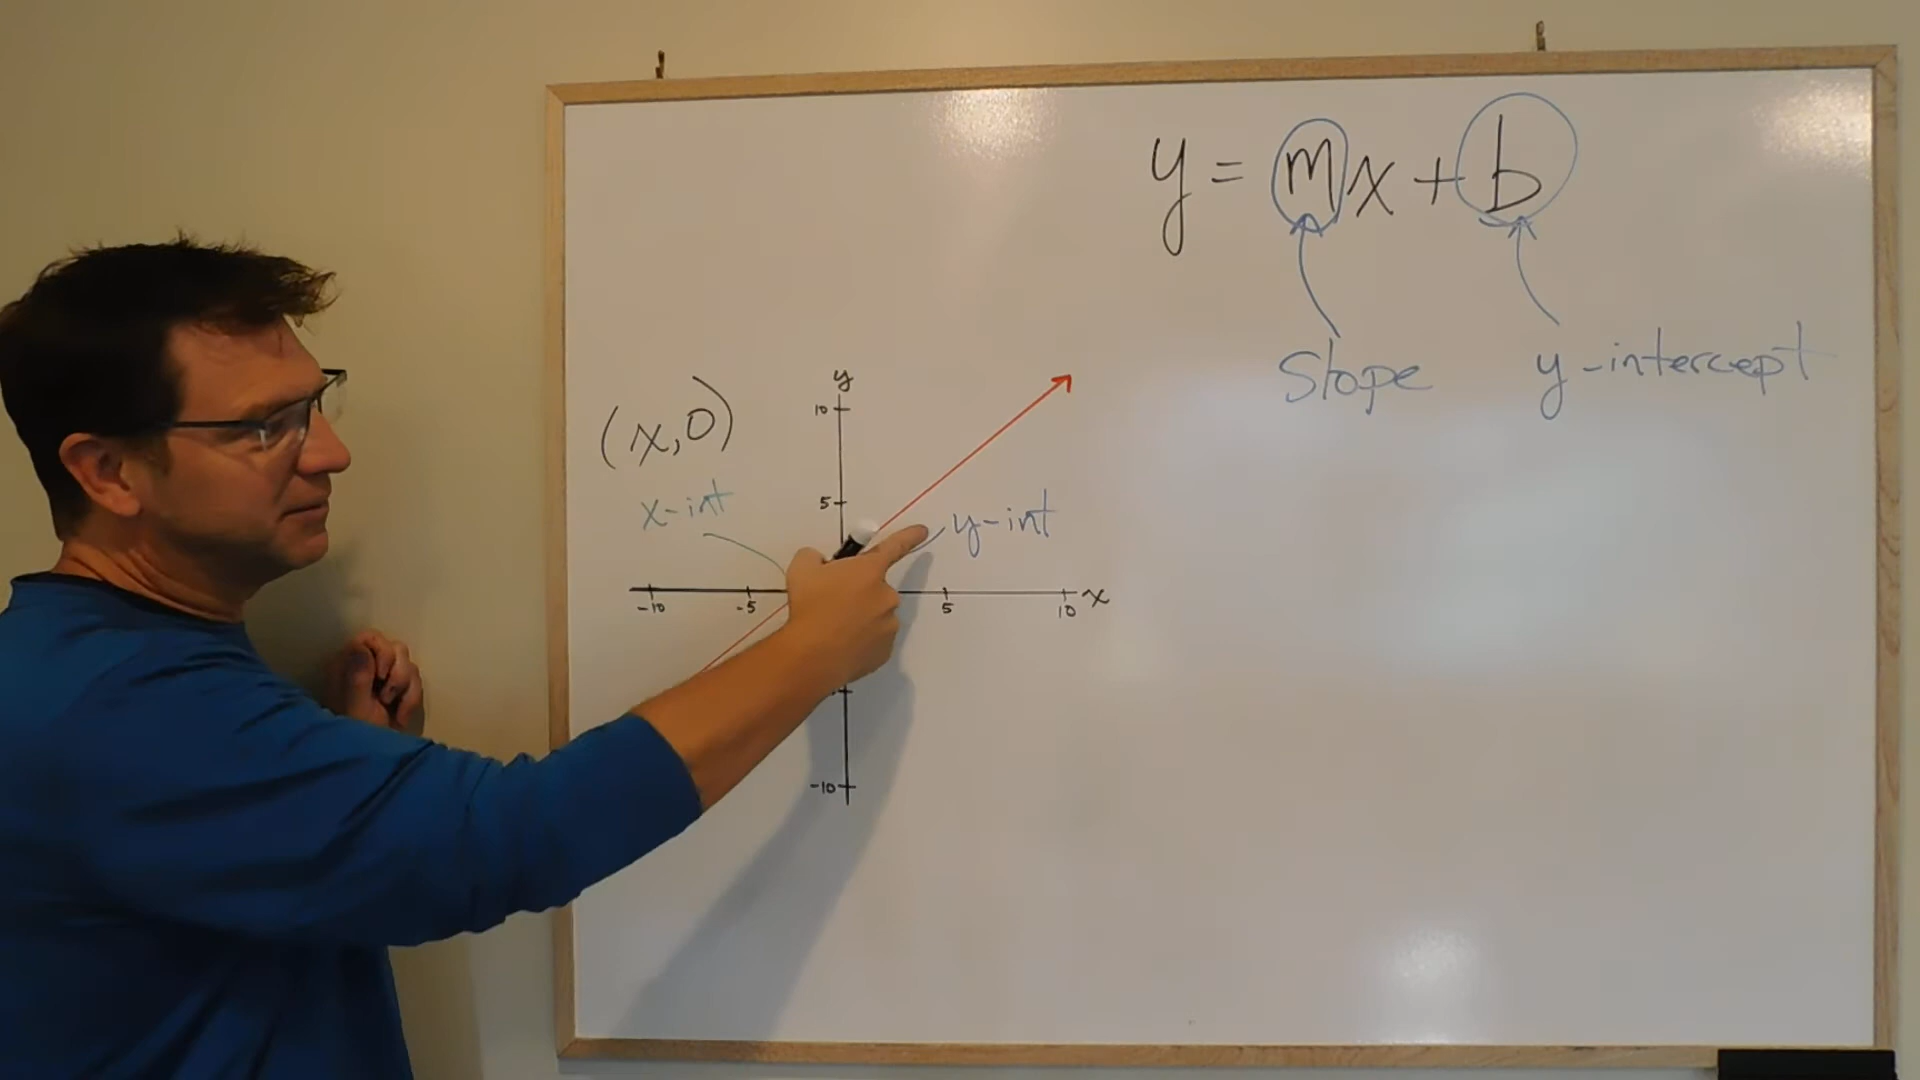 y = mx + b
slope
y-intercept
y
10
(x,0)
x-int
5
y-int
-10
-5
5
10
x
-10